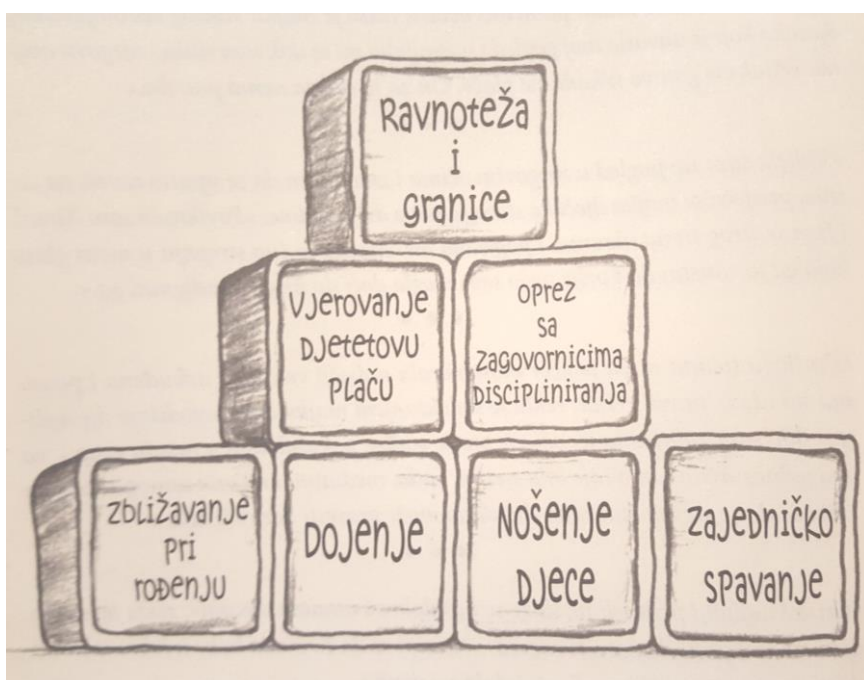 Ravnoteža
i
granice
Vjerovanje
djetetovu
plaču
oprez
sa
zagovornicima
discipliniranja
zbližavanje
pri
rođenju
Dojenje
Nošenje
djece
zajedničko
spavanje